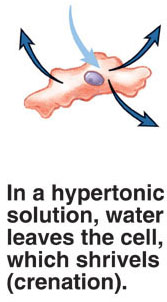 In a hypertonic
solution, water
leaves the cell,
which shrivels
(crenation).